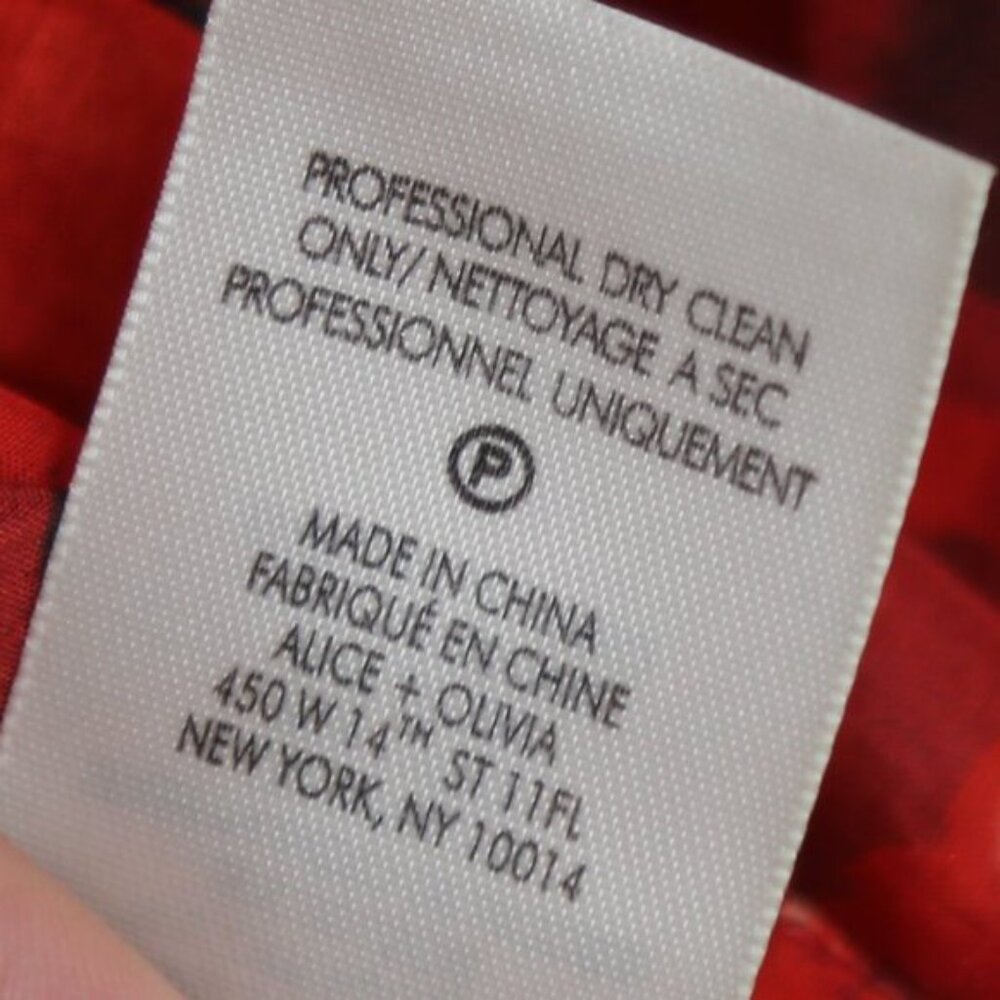 PROFESSIONAL DRY CLEAN
ONLY/ NETTOYAGE A SEC
PROFESSIONNEL UNIQUEMENT
P
MADE IN CHINA
FABRIQUÉ EN CHINE
ALICE + OLIVIA
450 W 14TH ST 11FL
NEW YORK, NY 10014